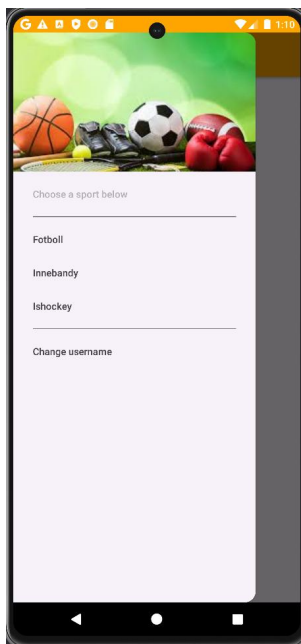 1:10
Choose a sport below
Fotboll
Innebandy
Ishockey
Change username